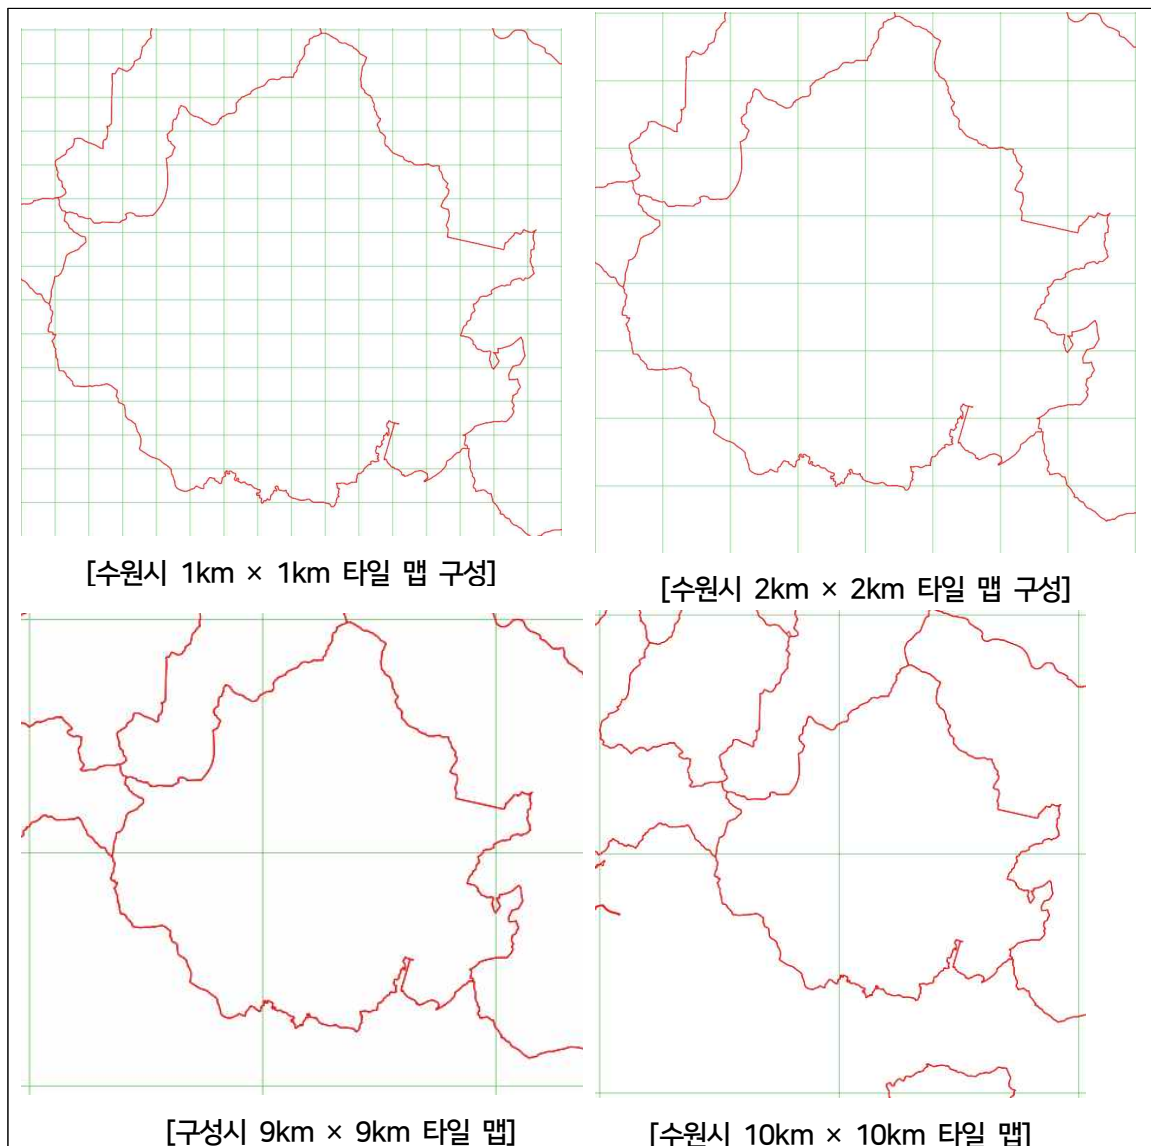 [수원시 1km × 1km 타일 맵 구성]
[수원시 2km × 2km 타일 맵 구성]
[구성시 9km × 9km 타일 맵]
[수원시 10km × 10km 타일 맵]